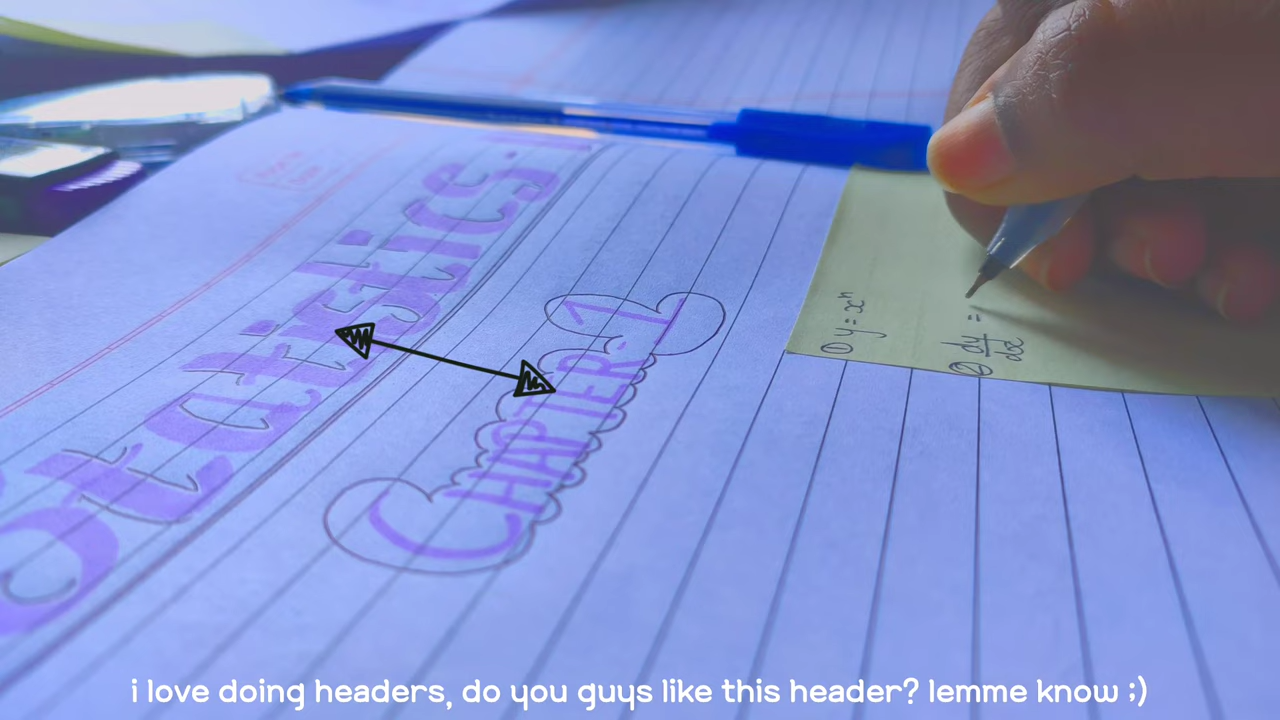 Statistics-1
CHAPTER-1
① y = xⁿ
② dy/dx =
i love doing headers, do you guys like this header? lemme know ;)